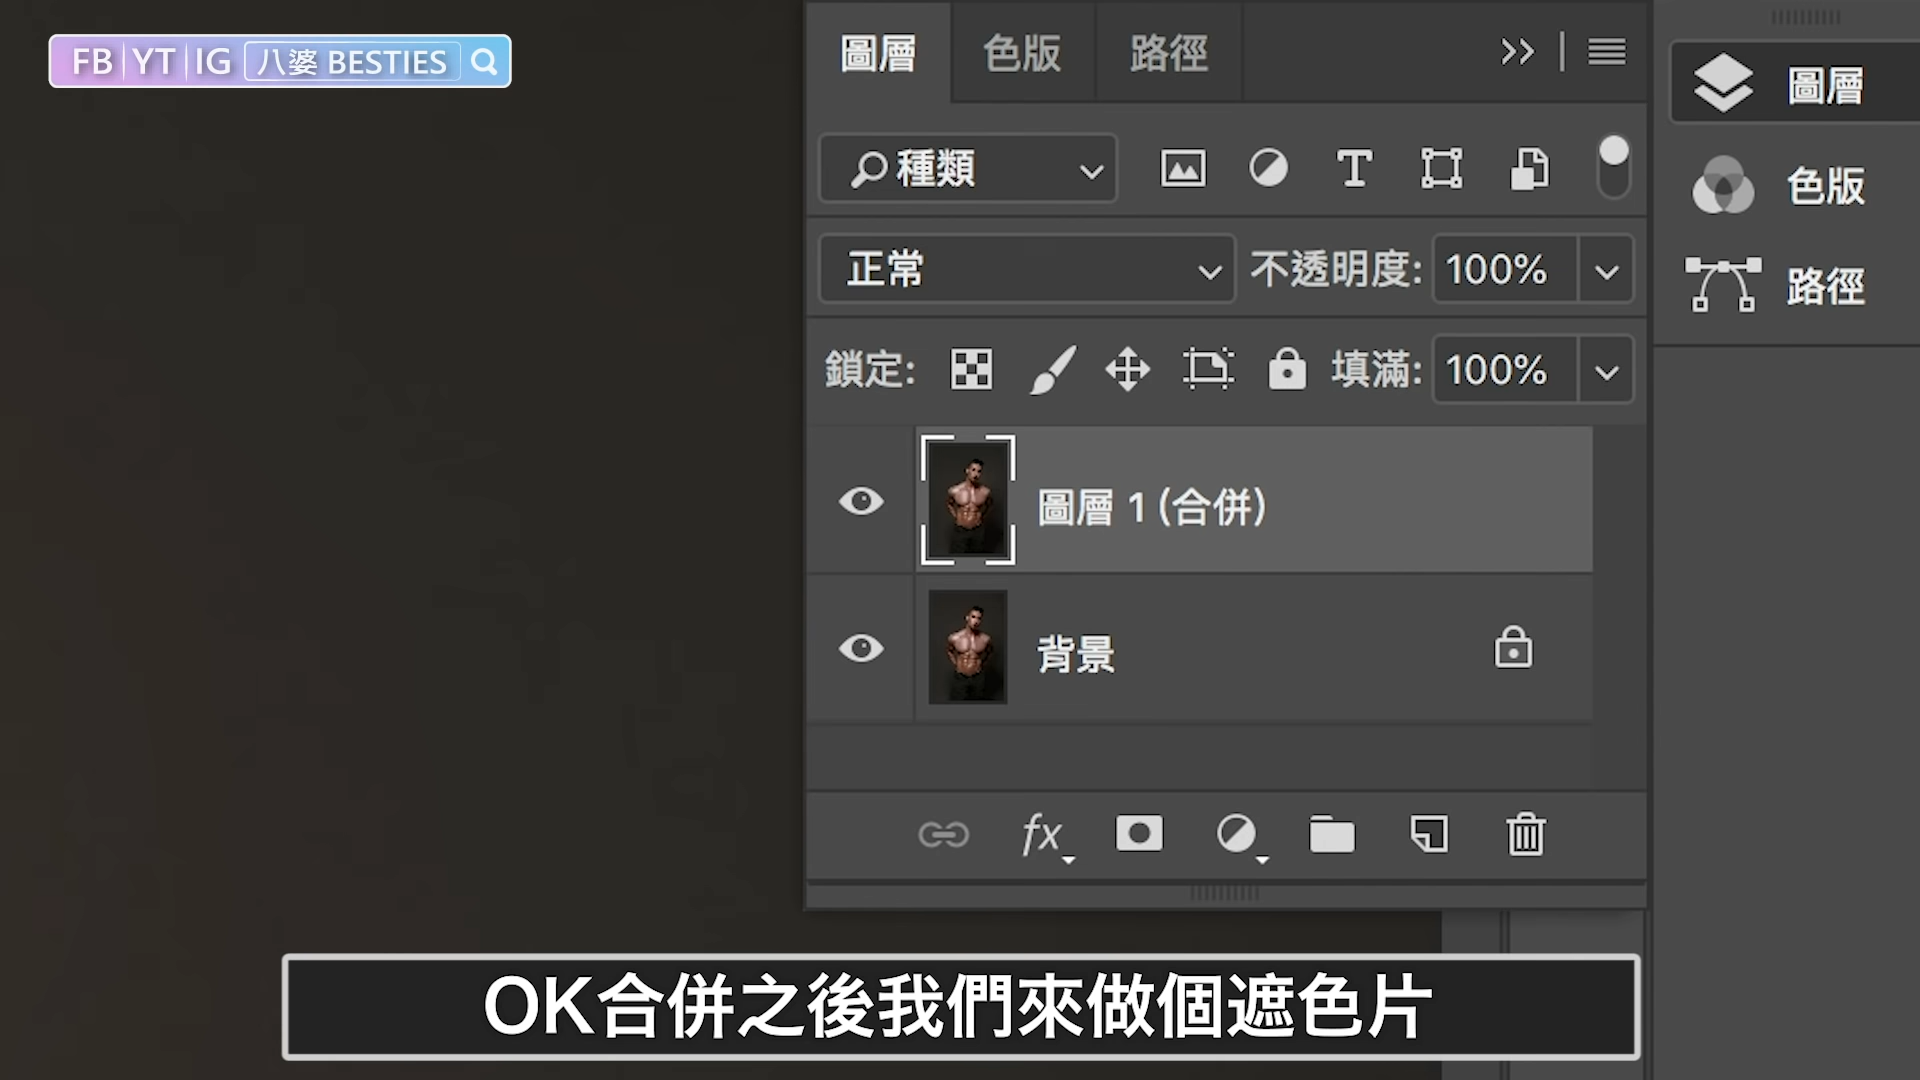 FB|YT|IG 八婆 BESTIES
圖層 色版 路徑
圖層
種類
色版
正常 不透明度: 100%
路徑
鎖定: 填滿: 100%
圖層 1 (合併)
背景
fx
OK合併之後我們來做個遮色片